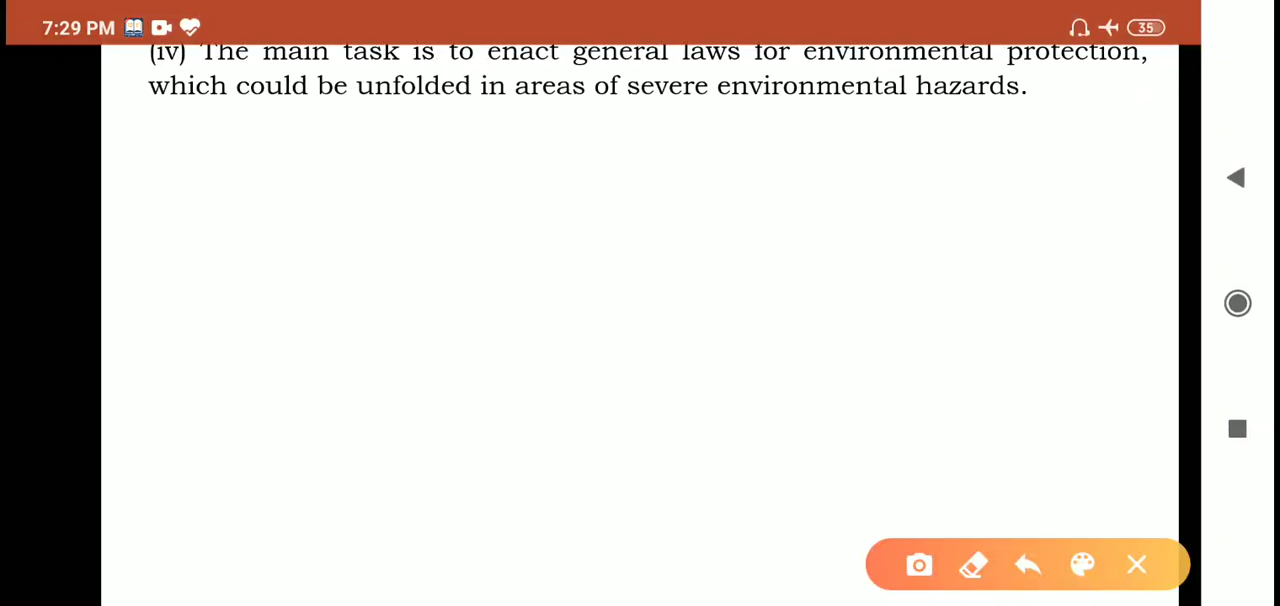 7:29 PM
35
(iv) The main task is to enact general laws for environmental protection,
which could be unfolded in areas of severe environmental hazards.